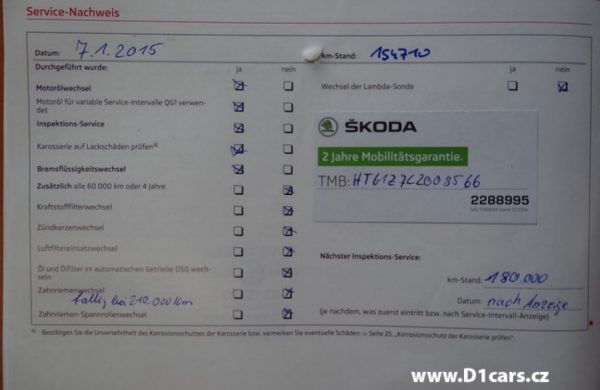 Service-Nachweis
Datum: 7.1.2015 km-Stand: 154710
Durchgeführt wurde: ja nein ja nein
Motorölwechsel Wechsel der Lambda-Sonde
Motoröl für variable Service-Intervalle QG1 verwen-
det
Inspektions-Service
Karosserie auf Lackschäden prüfen a)
Bremsflüssigkeitswechsel
Zusätzlich alle 60 000 km oder 4 Jahre
Kraftstofffilterwechsel
Zündkerzenwechsel
Luftfiltereinsatzwechsel
Öl und Ölfilter im automatischen Getriebe DSG wech-
seln
Zahnriemenwechsel
fällig bei 210.000 km
Zahnriemen-Spannrollenwechsel
ŠKODA
2 Jahre Mobilitätsgarantie.
TMB: HT61Z7C2008566
2288995
Nächster Inspektions-Service:
km-Stand: 180.000
Datum: nach Anzeige
(Je nachdem, was zuerst eintritt bzw. nach Service-Intervall-Anzeige)
a) Bestätigen Sie die Unversehrtheit des Korrosionsschutzes der Karosserie bzw. vermerken Sie eventuelle Schäden → Seite 25, „Korrosionsschutz der Karosserie prüfen“.
www.D1cars.cz